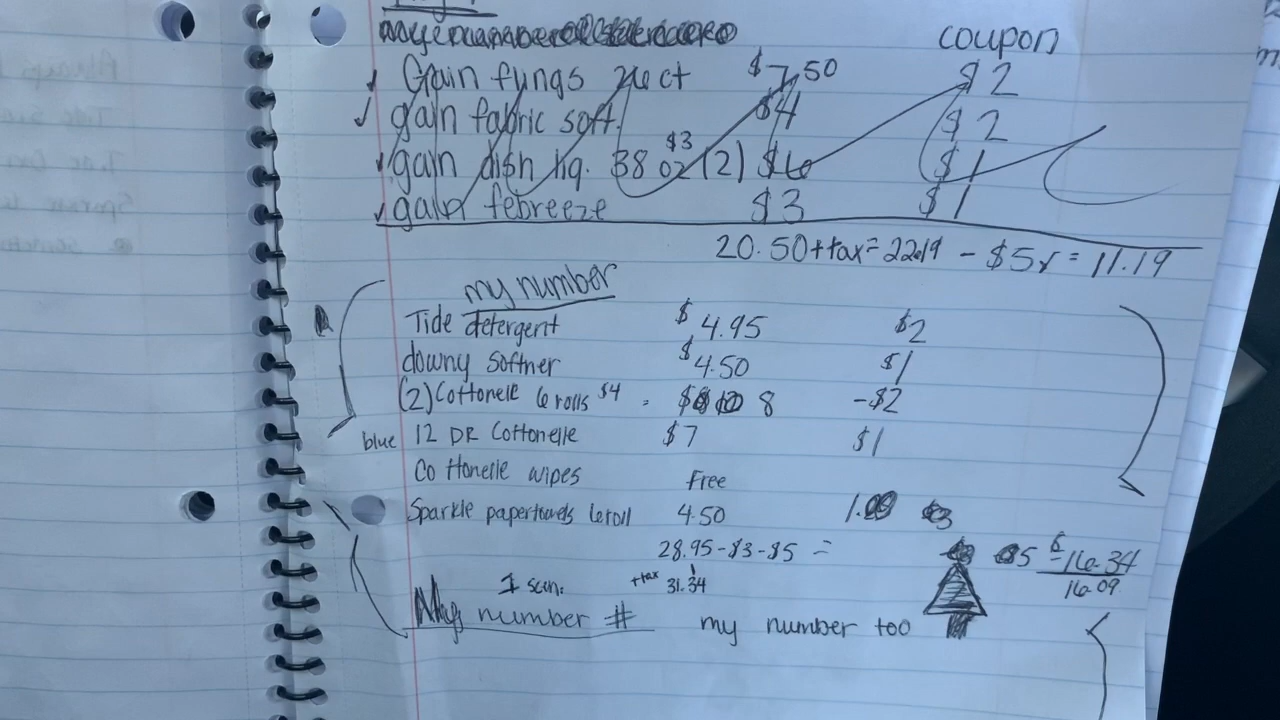 coupon
Gain flings 21ct $7.50 $2
gain fabric soft. $4 $2
gain dish liq. 38 oz $3 (2) $6 $1
gain febreeze $3 $1
20.50+tax= 22.19 - $5 = 11.19
my number
Tide detergent $4.95 $2
downy Softner $4.50 $1
(2) Cottonelle 6 rolls $4 = $ 8 -$2
blue 12 DR Cottonelle $7 $1
Cottonelle wipes Free
Sparkle papertowels 6roll 4.50
28.95-$3-$5 =
-16.34
16.09
I scan. +tax 31.34
My number # my number too